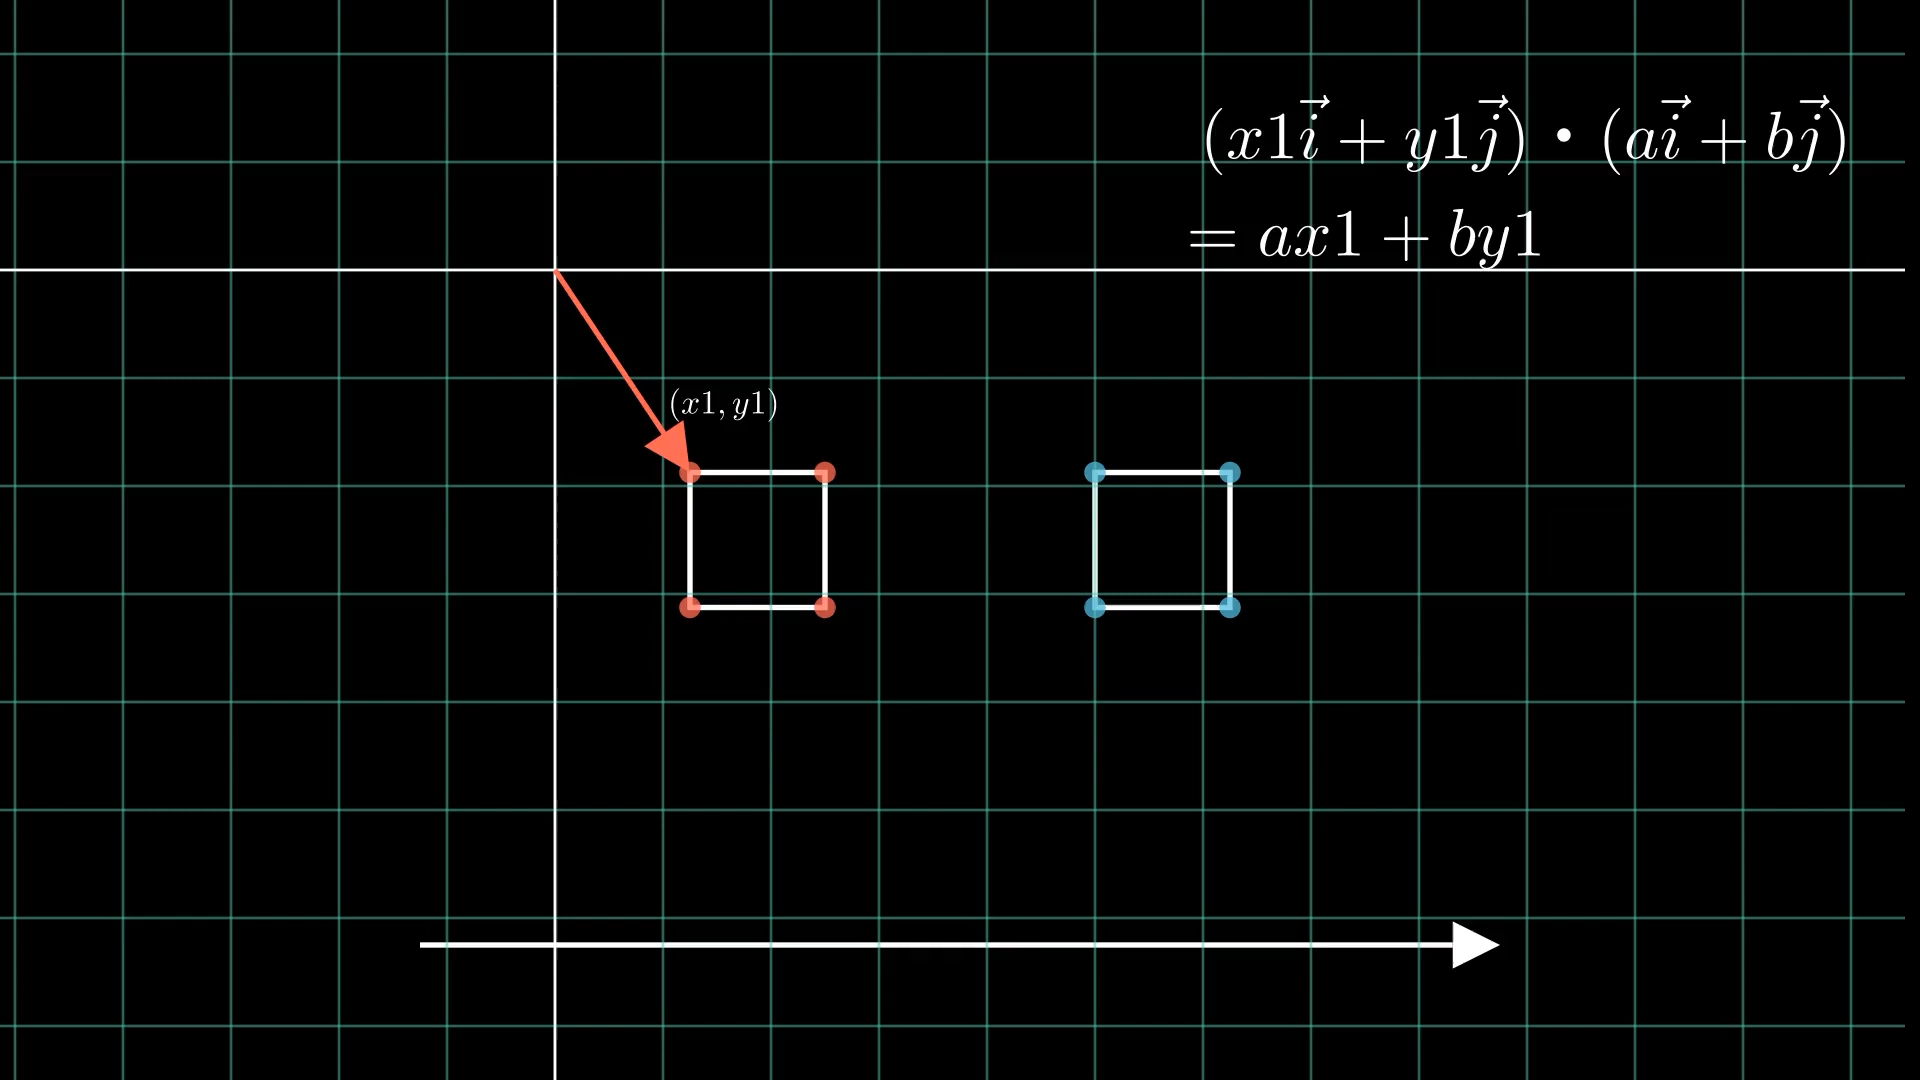 (x1i⃗ + y1j⃗) • (ai⃗ + bj⃗)
= ax1 + by1
(x1, y1)